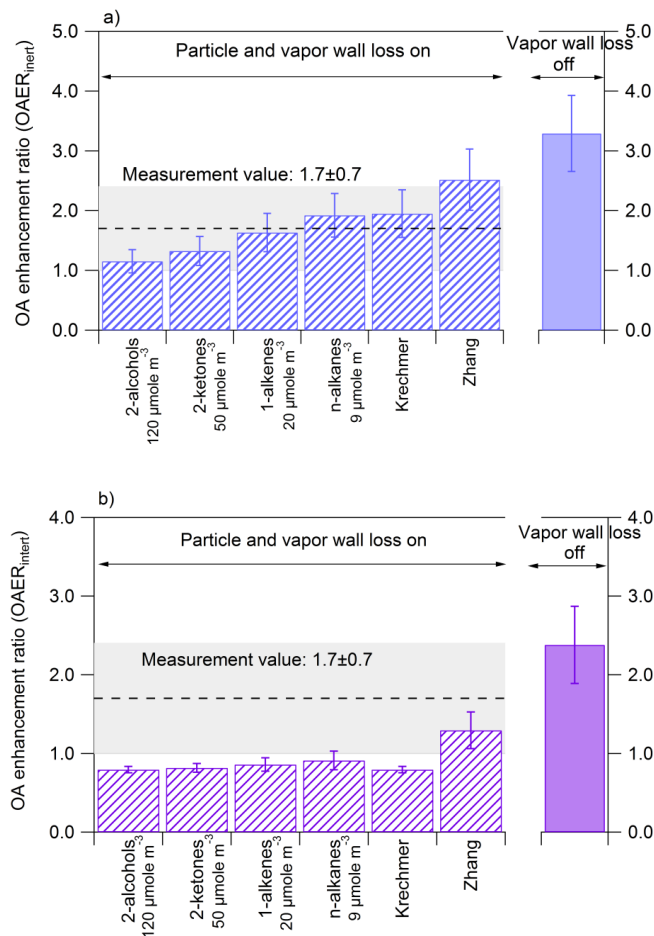 a)
5.0
4.0
3.0
2.0
1.0
0.0
OA enhancement ratio (OAERinert)
Particle and vapor wall loss on
Vapor wall loss
off
Measurement value: 1.7±0.7
5.0
4.0
3.0
2.0
1.0
0.0
2-alcohols
120 µmole m-3
2-ketones
50 µmole m-3
1-alkenes
20 µmole m-3
n-alkanes
9 µmole m-3
Krechmer
Zhang
b)
4.0
3.0
2.0
1.0
0.0
OA enhancement ratio (OAERintert)
Particle and vapor wall loss on
Vapor wall loss
off
Measurement value: 1.7±0.7
4.0
3.0
2.0
1.0
0.0
2-alcohols
120 µmole m-3
2-ketones
50 µmole m-3
1-alkenes
20 µmole m-3
n-alkanes
9 µmole m-3
Krechmer
Zhang